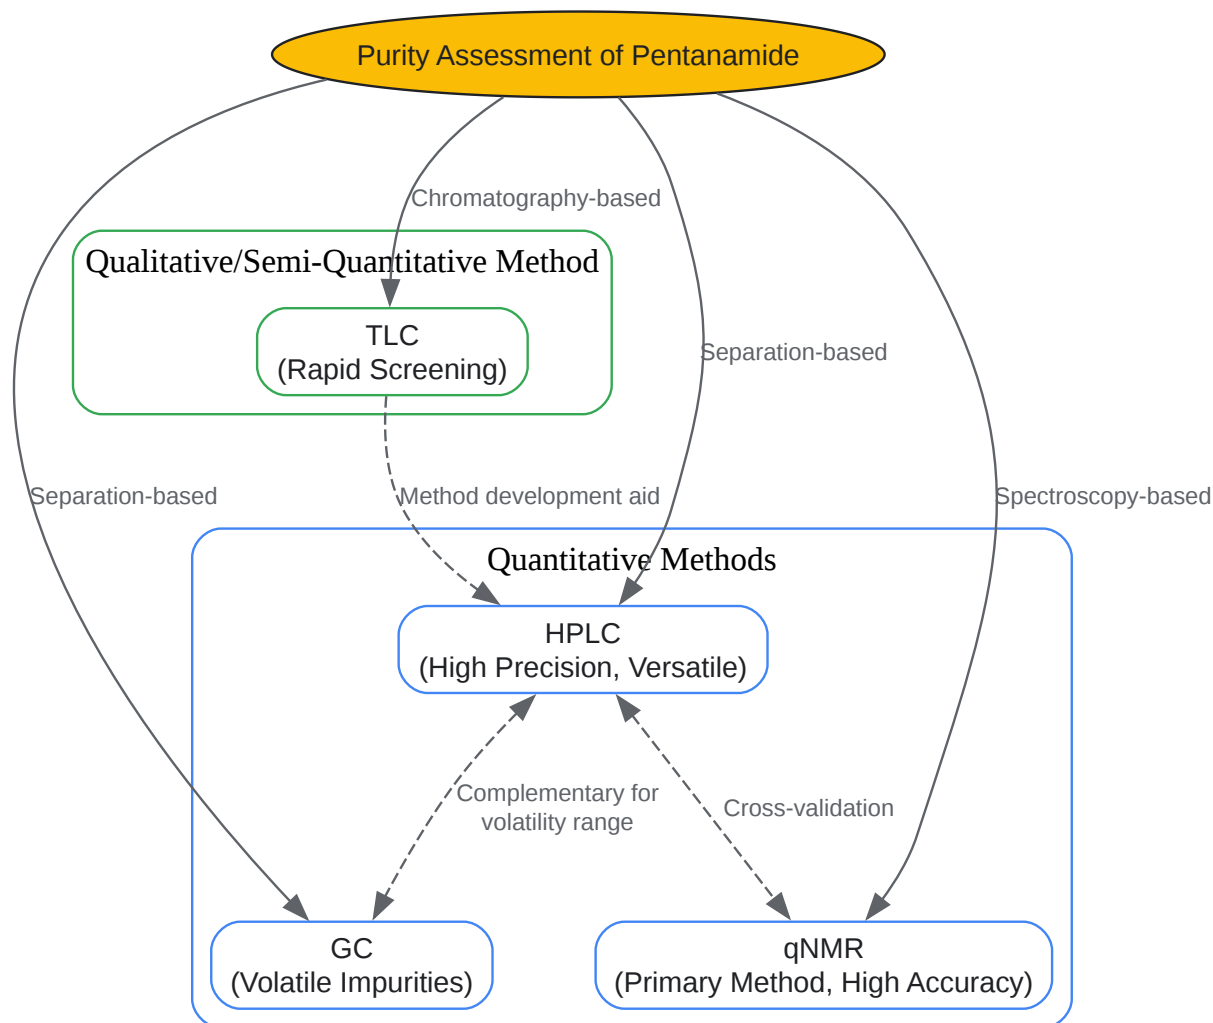 Purity Assessment of Pentanamide
Chromatography-based
Qualitative/Semi-Quantitative Method
TLC
(Rapid Screening)
Separation-based
Separation-based
Method development aid
Spectroscopy-based
Quantitative Methods
HPLC
(High Precision, Versatile)
Complementary for
volatility range
Cross-validation
GC
(Volatile Impurities)
qNMR
(Primary Method, High Accuracy)